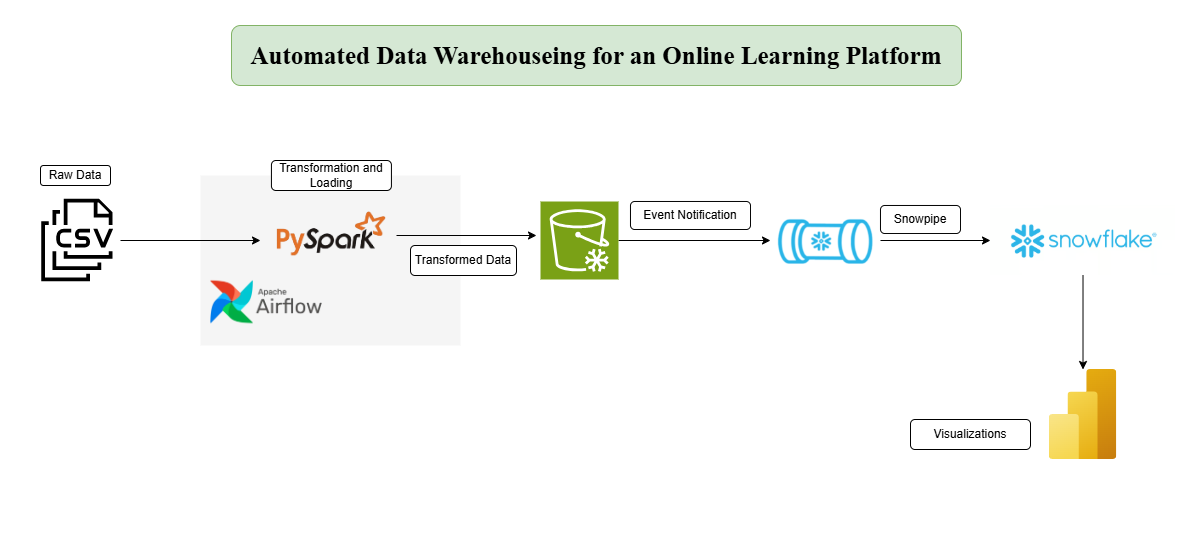 Automated Data Warehouseing for an Online Learning Platform
Raw Data
CSV
Transformation and
Loading
PySpark
Apache
Airflow
Transformed Data
Event Notification
Snowpipe
snowflake®
Visualizations